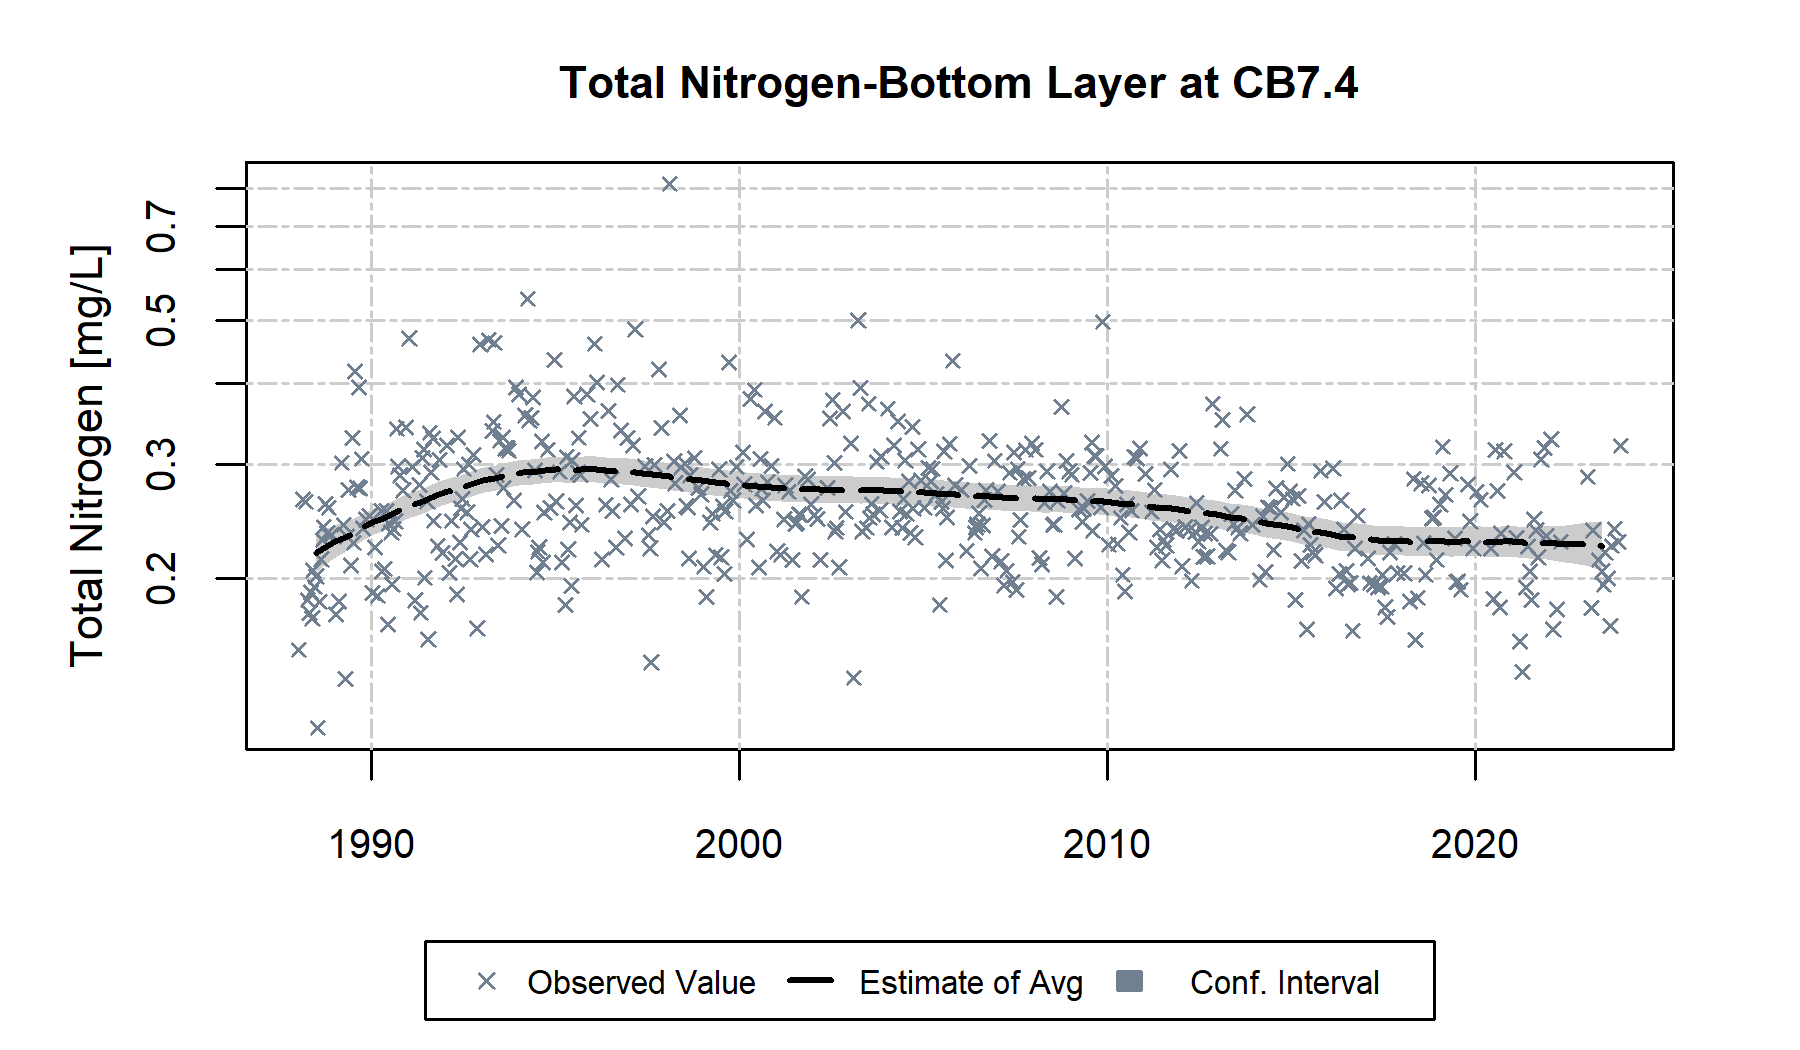 Total Nitrogen-Bottom Layer at CB7.4
Total Nitrogen [mg/L]
0.7
0.5
0.3
0.2
1990 2000 2010 2020
Observed Value Estimate of Avg Conf. Interval